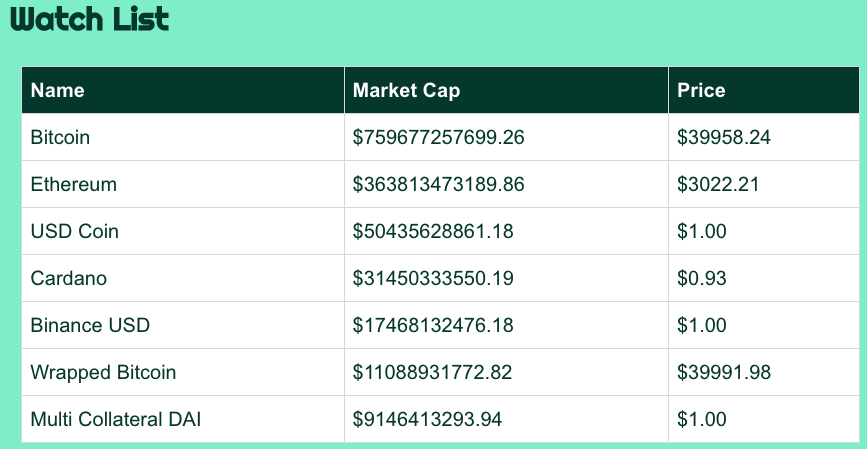 Watch List
Name Market Cap Price
Bitcoin $759677257699.26 $39958.24
Ethereum $363813473189.86 $3022.21
USD Coin $50435628861.18 $1.00
Cardano $31450333550.19 $0.93
Binance USD $17468132476.18 $1.00
Wrapped Bitcoin $11088931772.82 $39991.98
Multi Collateral DAI $9146413293.94 $1.00